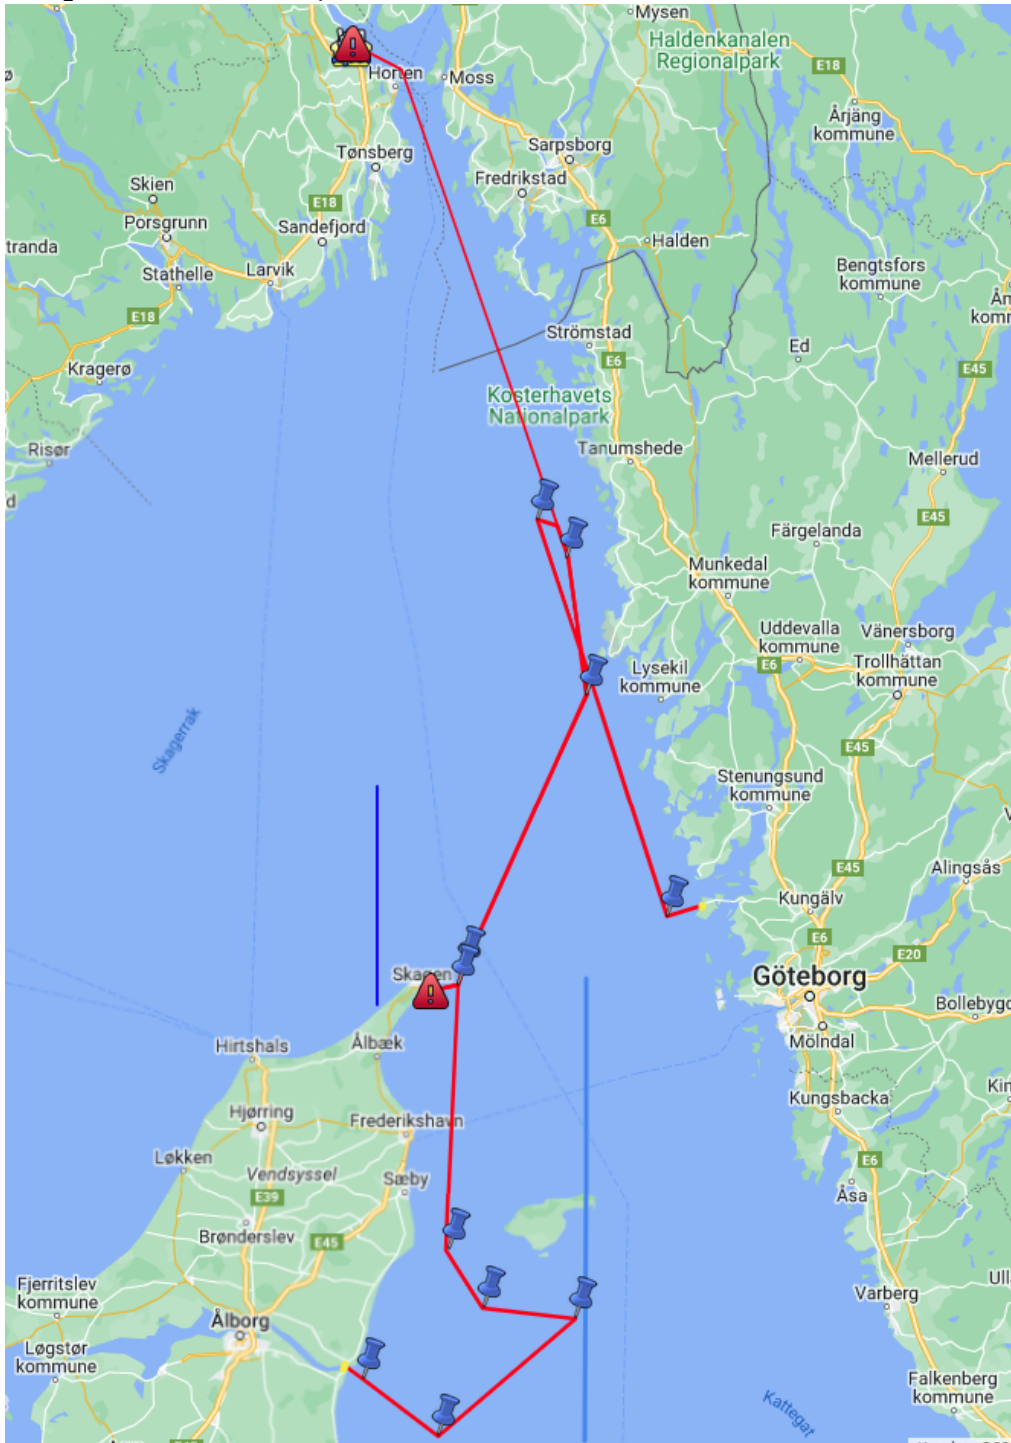 Mysen
Haldenkanalen
Regionalpark
E18
Horten
Moss
Årjäng
kommune
Sarpsborg
Tønsberg
Fredrikstad
Skien
E18
E6
Porsgrunn
Sandefjord
Halden
Larvik
Stathelle
Bengtsfors
kommune
E18
Strömstad
Ed
E6
E45
Kragerø
Kosterhavets
Nationalpark
Risør
Tanumshede
Mellerud
E45
Färgelanda
Munkedal
kommune
Uddevalla
kommune
Vänersborg
E6
Trollhättan
kommune
Lysekil
kommune
Skagerrak
E45
Stenungsund
kommune
E45
Alingsås
Kungälv
E6
E20
Skagen
Göteborg
Mölndal
Hirtshals
Ålbæk
Kungsbacka
Hjørring
Frederikshavn
Løkken
Vendsyssel
E6
Sæby
Åsa
E39
Brønderslev
E45
Fjerritslev
kommune
Varberg
Ålborg
Løgstør
kommune
Falkenberg
kommune
Kattegat